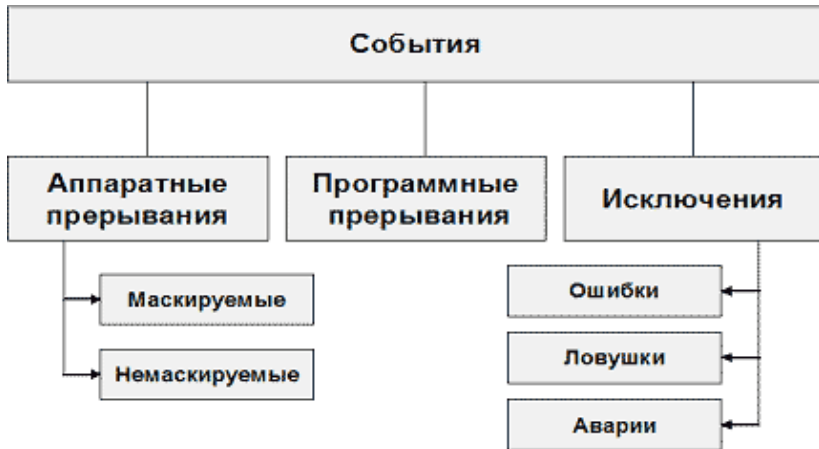 События
Аппаратные
прерывания
Программные
прерывания
Исключения
Маскируемые
Немаскируемые
Ошибки
Ловушки
Аварии